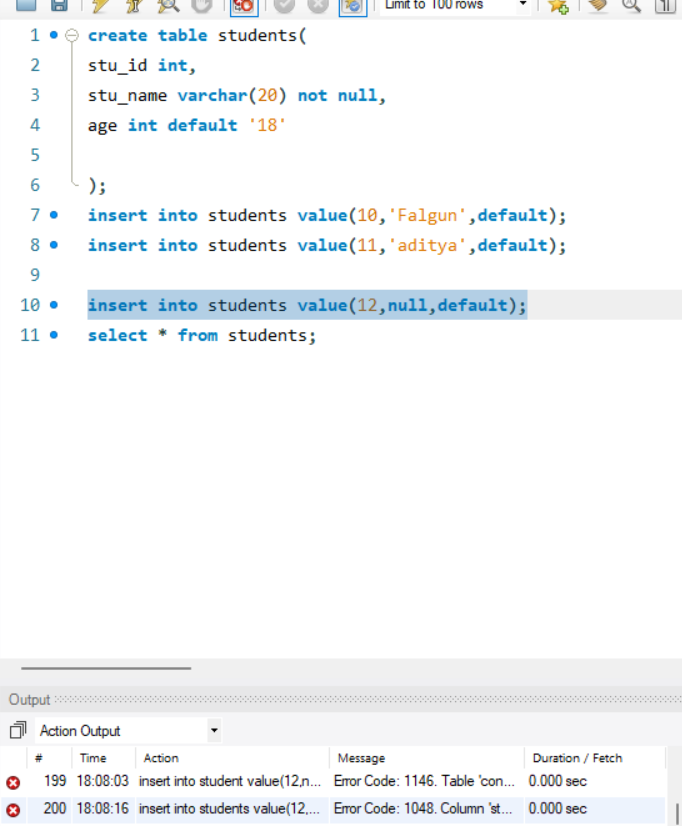 Limit to 100 rows
1 create table students(
2 stu_id int,
3 stu_name varchar(20) not null,
4 age int default '18'
5
6 );
7 insert into students value(10,'Falgun',default);
8 insert into students value(11,'aditya',default);
9
10 insert into students value(12,null,default);
11 select * from students;
Output
Action Output
# Time Action Message Duration / Fetch
199 18:08:03 insert into student value(12,n... Error Code: 1146. Table 'con... 0.000 sec
200 18:08:16 insert into students value(12,... Error Code: 1048. Column 'st... 0.000 sec